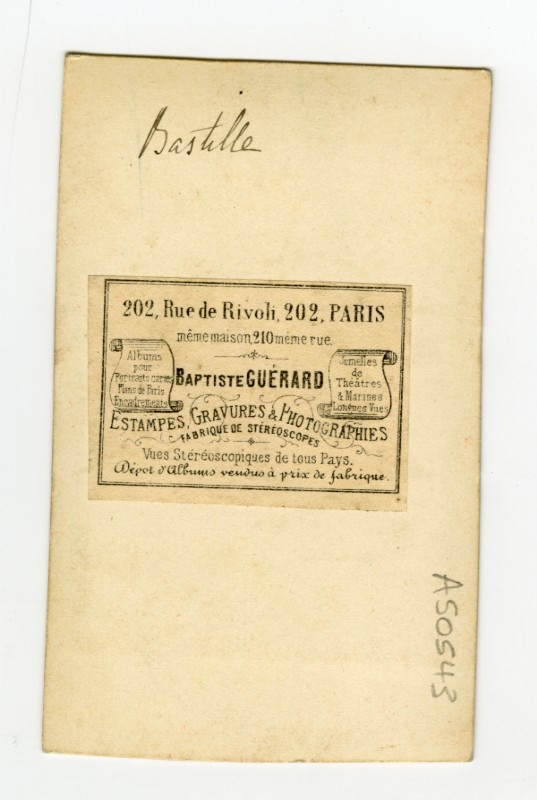 Bastille
202, Rue de Rivoli, 202, PARIS
même maison, 210 même rue.
Albums
pour
Portraits cartes
Plans de Paris
Encadrements
BAPTISTE GUÉRARD
Jumelles
de
Théâtres
& Marines
Longues Vues
ESTAMPES, GRAVURES & PHOTOGRAPHIES
FABRIQUE DE STÉRÉOSCOPES
Vues Stéréoscopiques de tous Pays.
Dépot d'Albums vendus à prix de fabrique.
A50543